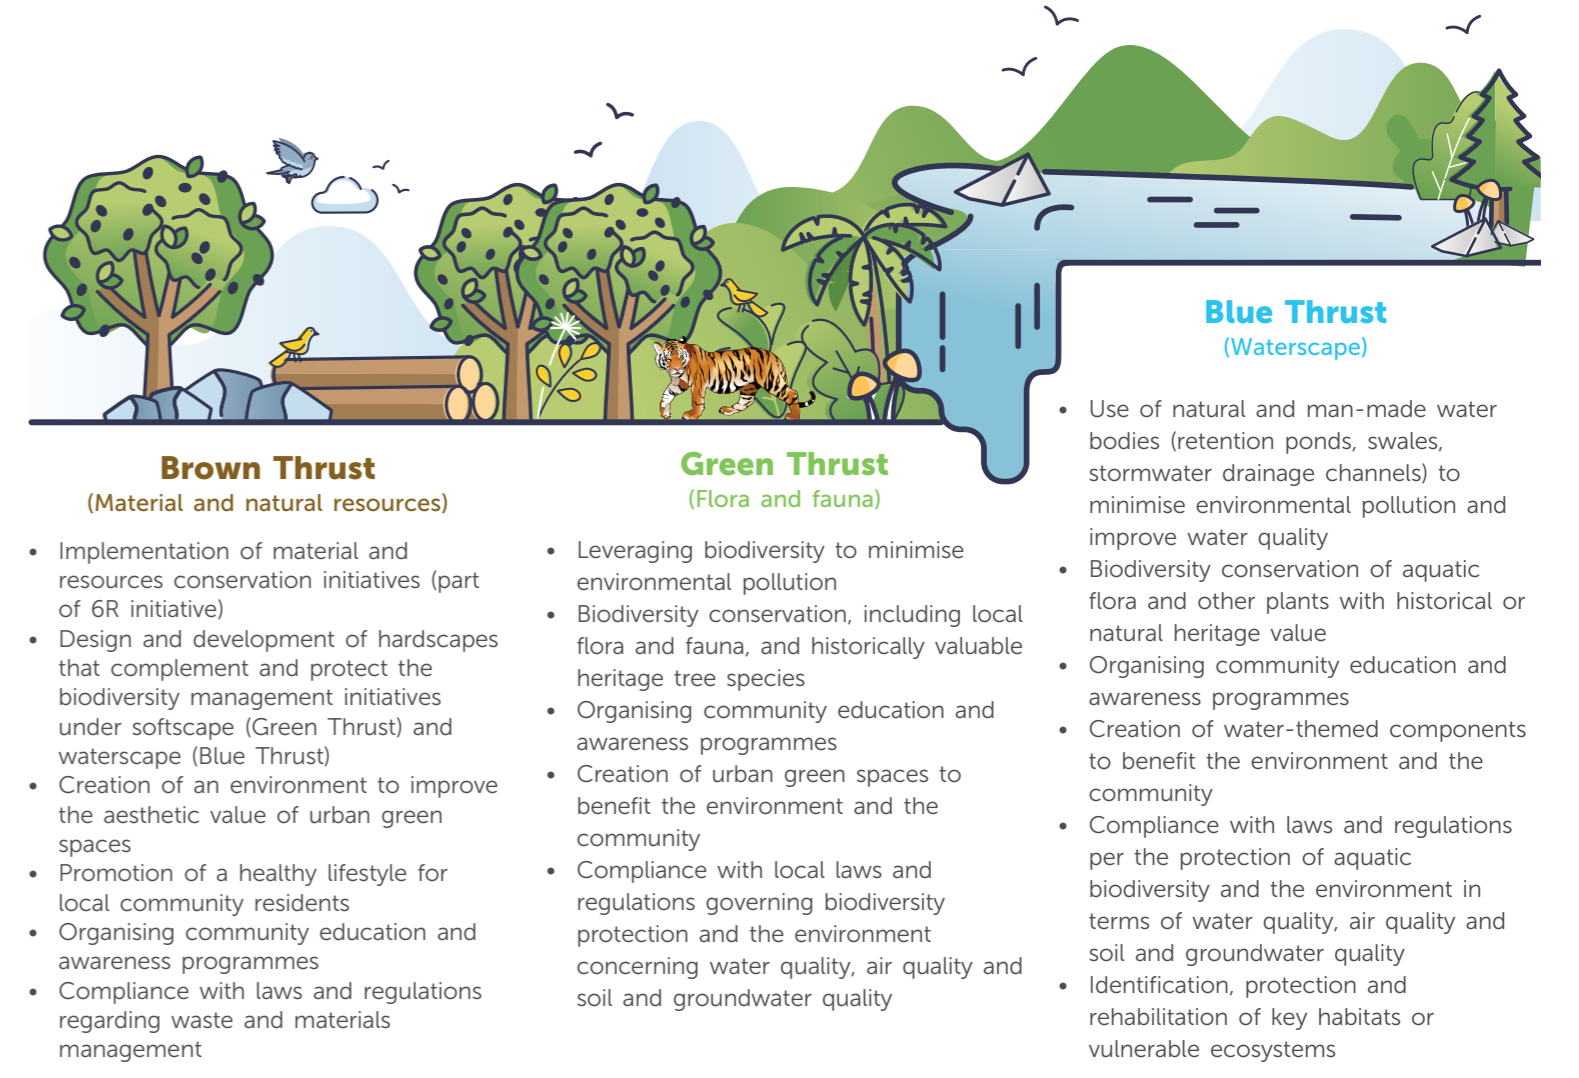 Brown Thrust
(Material and natural resources)
• Implementation of material and
resources conservation initiatives (part
of 6R initiative)
• Design and development of hardscapes
that complement and protect the
biodiversity management initiatives
under softscape (Green Thrust) and
waterscape (Blue Thrust)
• Creation of an environment to improve
the aesthetic value of urban green
spaces
• Promotion of a healthy lifestyle for
local community residents
• Organising community education and
awareness programmes
• Compliance with laws and regulations
regarding waste and materials
management
Green Thrust
(Flora and fauna)
• Leveraging biodiversity to minimise
environmental pollution
• Biodiversity conservation, including local
flora and fauna, and historically valuable
heritage tree species
• Organising community education and
awareness programmes
• Creation of urban green spaces to
benefit the environment and the
community
• Compliance with local laws and
regulations governing biodiversity
protection and the environment
concerning water quality, air quality and
soil and groundwater quality
Blue Thrust
(Waterscape)
• Use of natural and man-made water
bodies (retention ponds, swales,
stormwater drainage channels) to
minimise environmental pollution and
improve water quality
• Biodiversity conservation of aquatic
flora and other plants with historical or
natural heritage value
• Organising community education and
awareness programmes
• Creation of water-themed components
to benefit the environment and the
community
• Compliance with laws and regulations
per the protection of aquatic
biodiversity and the environment in
terms of water quality, air quality and
soil and groundwater quality
• Identification, protection and
rehabilitation of key habitats or
vulnerable ecosystems